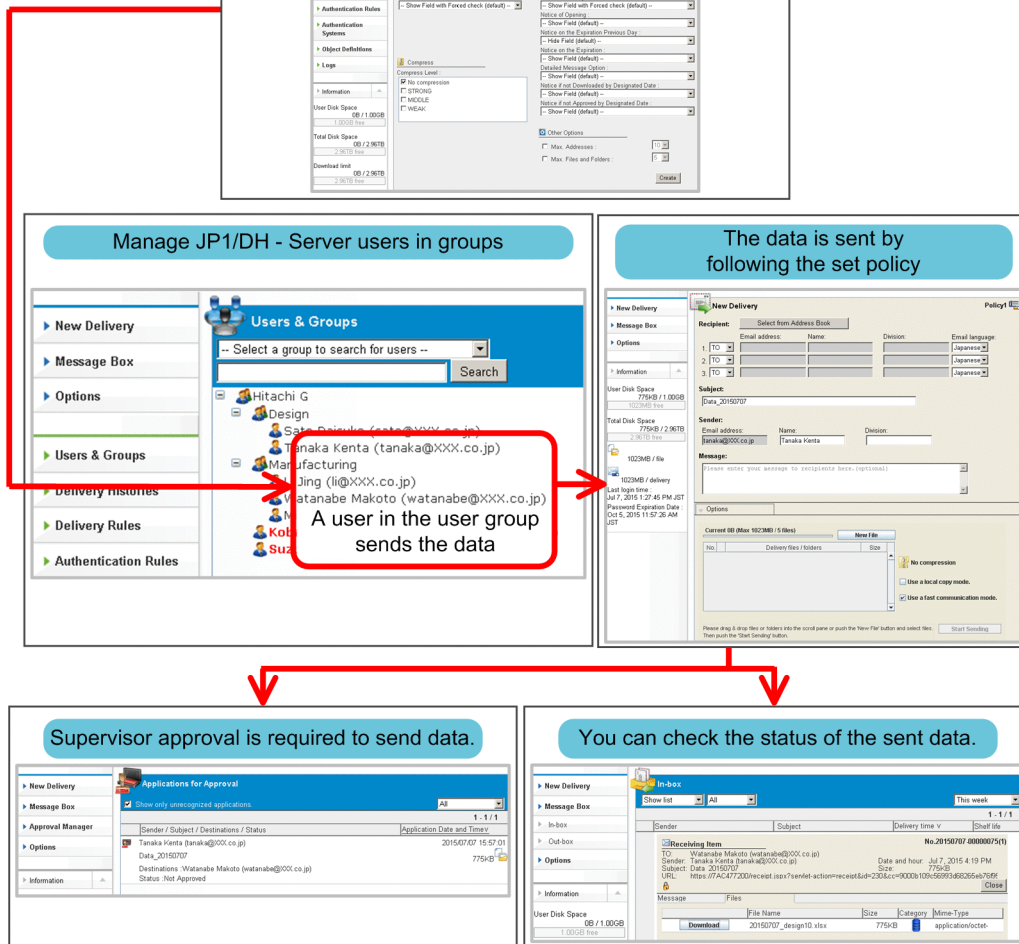 Authentication Rules
Authentication
Systems
Object Definitions
Logs
Information
User Disk Space
0B / 1.00GB
1.00GB free
Total Disk Space
0B / 2.96TB
2.96TB free
Download limit
0B / 2.96TB
2.96TB free
-- Show Field with Forced check (default) --
Compress
Compress Level :
No compression
STRONG
MIDDLE
WEAK
-- Show Field with Forced check (default) --
Notice of Opening :
-- Show Field (default) --
Notice on the Expiration Previous Day :
-- Hide Field (default) --
Notice on the Expiration :
-- Show Field (default) --
Detailed Message Option :
-- Show Field (default) --
Notice if not Downloaded by Designated Date :
-- Show Field (default) --
Notice if not Approved by Designated Date :
-- Show Field (default) --
Other Options
Max. Addresses : 10
Max. Files and Folders : 5
Create
Manage JP1/DH - Server users in groups
New Delivery
Message Box
Options
Users & Groups
Delivery Histories
Delivery Rules
Authentication Rules
Users & Groups
-- Select a group to search for users --
Search
Hitachi G
Design
Sato Daisuke (sato@XXX.co.jp)
Tanaka Kenta (tanaka@XXX.co.jp)
Manufacturing
Jing (li@XXX.co.jp)
Watanabe Makoto (watanabe@XXX.co.jp)
M
Kob
Suz
A user in the user group
sends the data
The data is sent by
following the set policy
New Delivery
Message Box
Options
Information
User Disk Space
775KB / 1.00GB
1023MB free
Total Disk Space
775KB / 2.96TB
2.96TB free
1023MB / file
1023MB / delivery
Last login time :
Jul 7, 2015 1:27:45 PM JST
Password Expiration Date :
Oct 5, 2015 11:57:26 AM
JST
New Delivery Policy1
Recipient: Select from Address Book
Email address: Name: Division: Email language:
1. TO Japanese
2. TO Japanese
3. TO Japanese
Subject:
Data_20150707
Sender:
Email address: Name: Division:
tanaka@XXX.co.jp Tanaka Kenta
Message:
Please enter your message to recipients here.(optional)
Options
Current 0B (Max 1023MB / 5 files) New File
No. Delivery files / folders Size
No compression
Use a local copy mode.
Use a fast communication mode.
Please drag & drop files or folders into the scroll pane or push the 'New File' button and select files.
Then push the 'Start Sending' button.
Start Sending
Supervisor approval is required to send data.
New Delivery
Message Box
Approval Manager
Options
Information
Applications for Approval
Show only unrecognized applications. All
1 - 1 / 1
Sender / Subject / Destinations / Status Application Date and Time∨
Tanaka Kenta (tanaka@XXX.co.jp) 2015/07/07 15:57:01
Data_20150707 775KB
Destinations :Watanabe Makoto (watanabe@XXX.co.jp)
Status :Not Approved
You can check the status of the sent data.
New Delivery
Message Box
In-box
Out-box
Options
Information
User Disk Space
0B / 1.00GB
1.00GB free
In-box
Show list All This week
1 - 1 / 1
Sender Subject Delivery time ∨ Shelf life
Receiving Item No.20150707-00000075(1)
TO: Watanabe Makoto (watanabe@XXX.co.jp)
Sender: Tanaka Kenta (tanaka@XXX.co.jp) Date and hour: Jul 7, 2015 4:19 PM
Subject: Data 20150707 Size: 775KB
URL: https://7AC477200/receipt.jspx?servlet-action=receipt&id=230&cc=9000b109c56993d68265eb76f9f
Close
Message Files
File Name Size Category Mime-Type
Download 20150707_design10.xlsx 775KB application/octet-